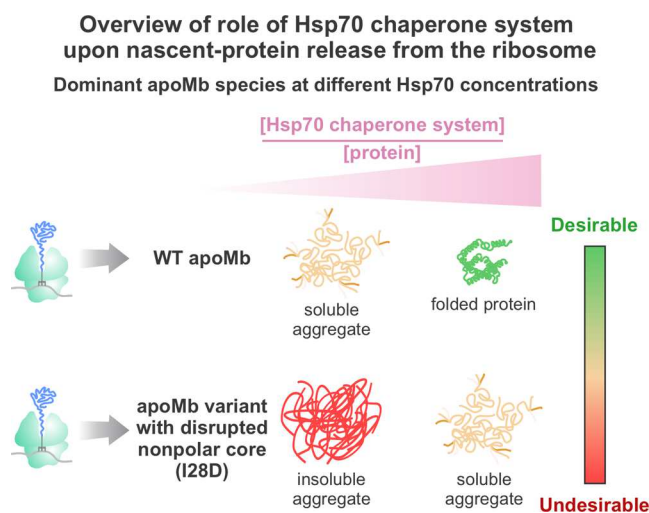 Overview of role of Hsp70 chaperone system
upon nascent-protein release from the ribosome
Dominant apoMb species at different Hsp70 concentrations
[Hsp70 chaperone system]
[protein]
Desirable
WT apoMb
soluble
aggregate
folded protein
apoMb variant
with disrupted
nonpolar core
(I28D)
insoluble
aggregate
soluble
aggregate
Undesirable